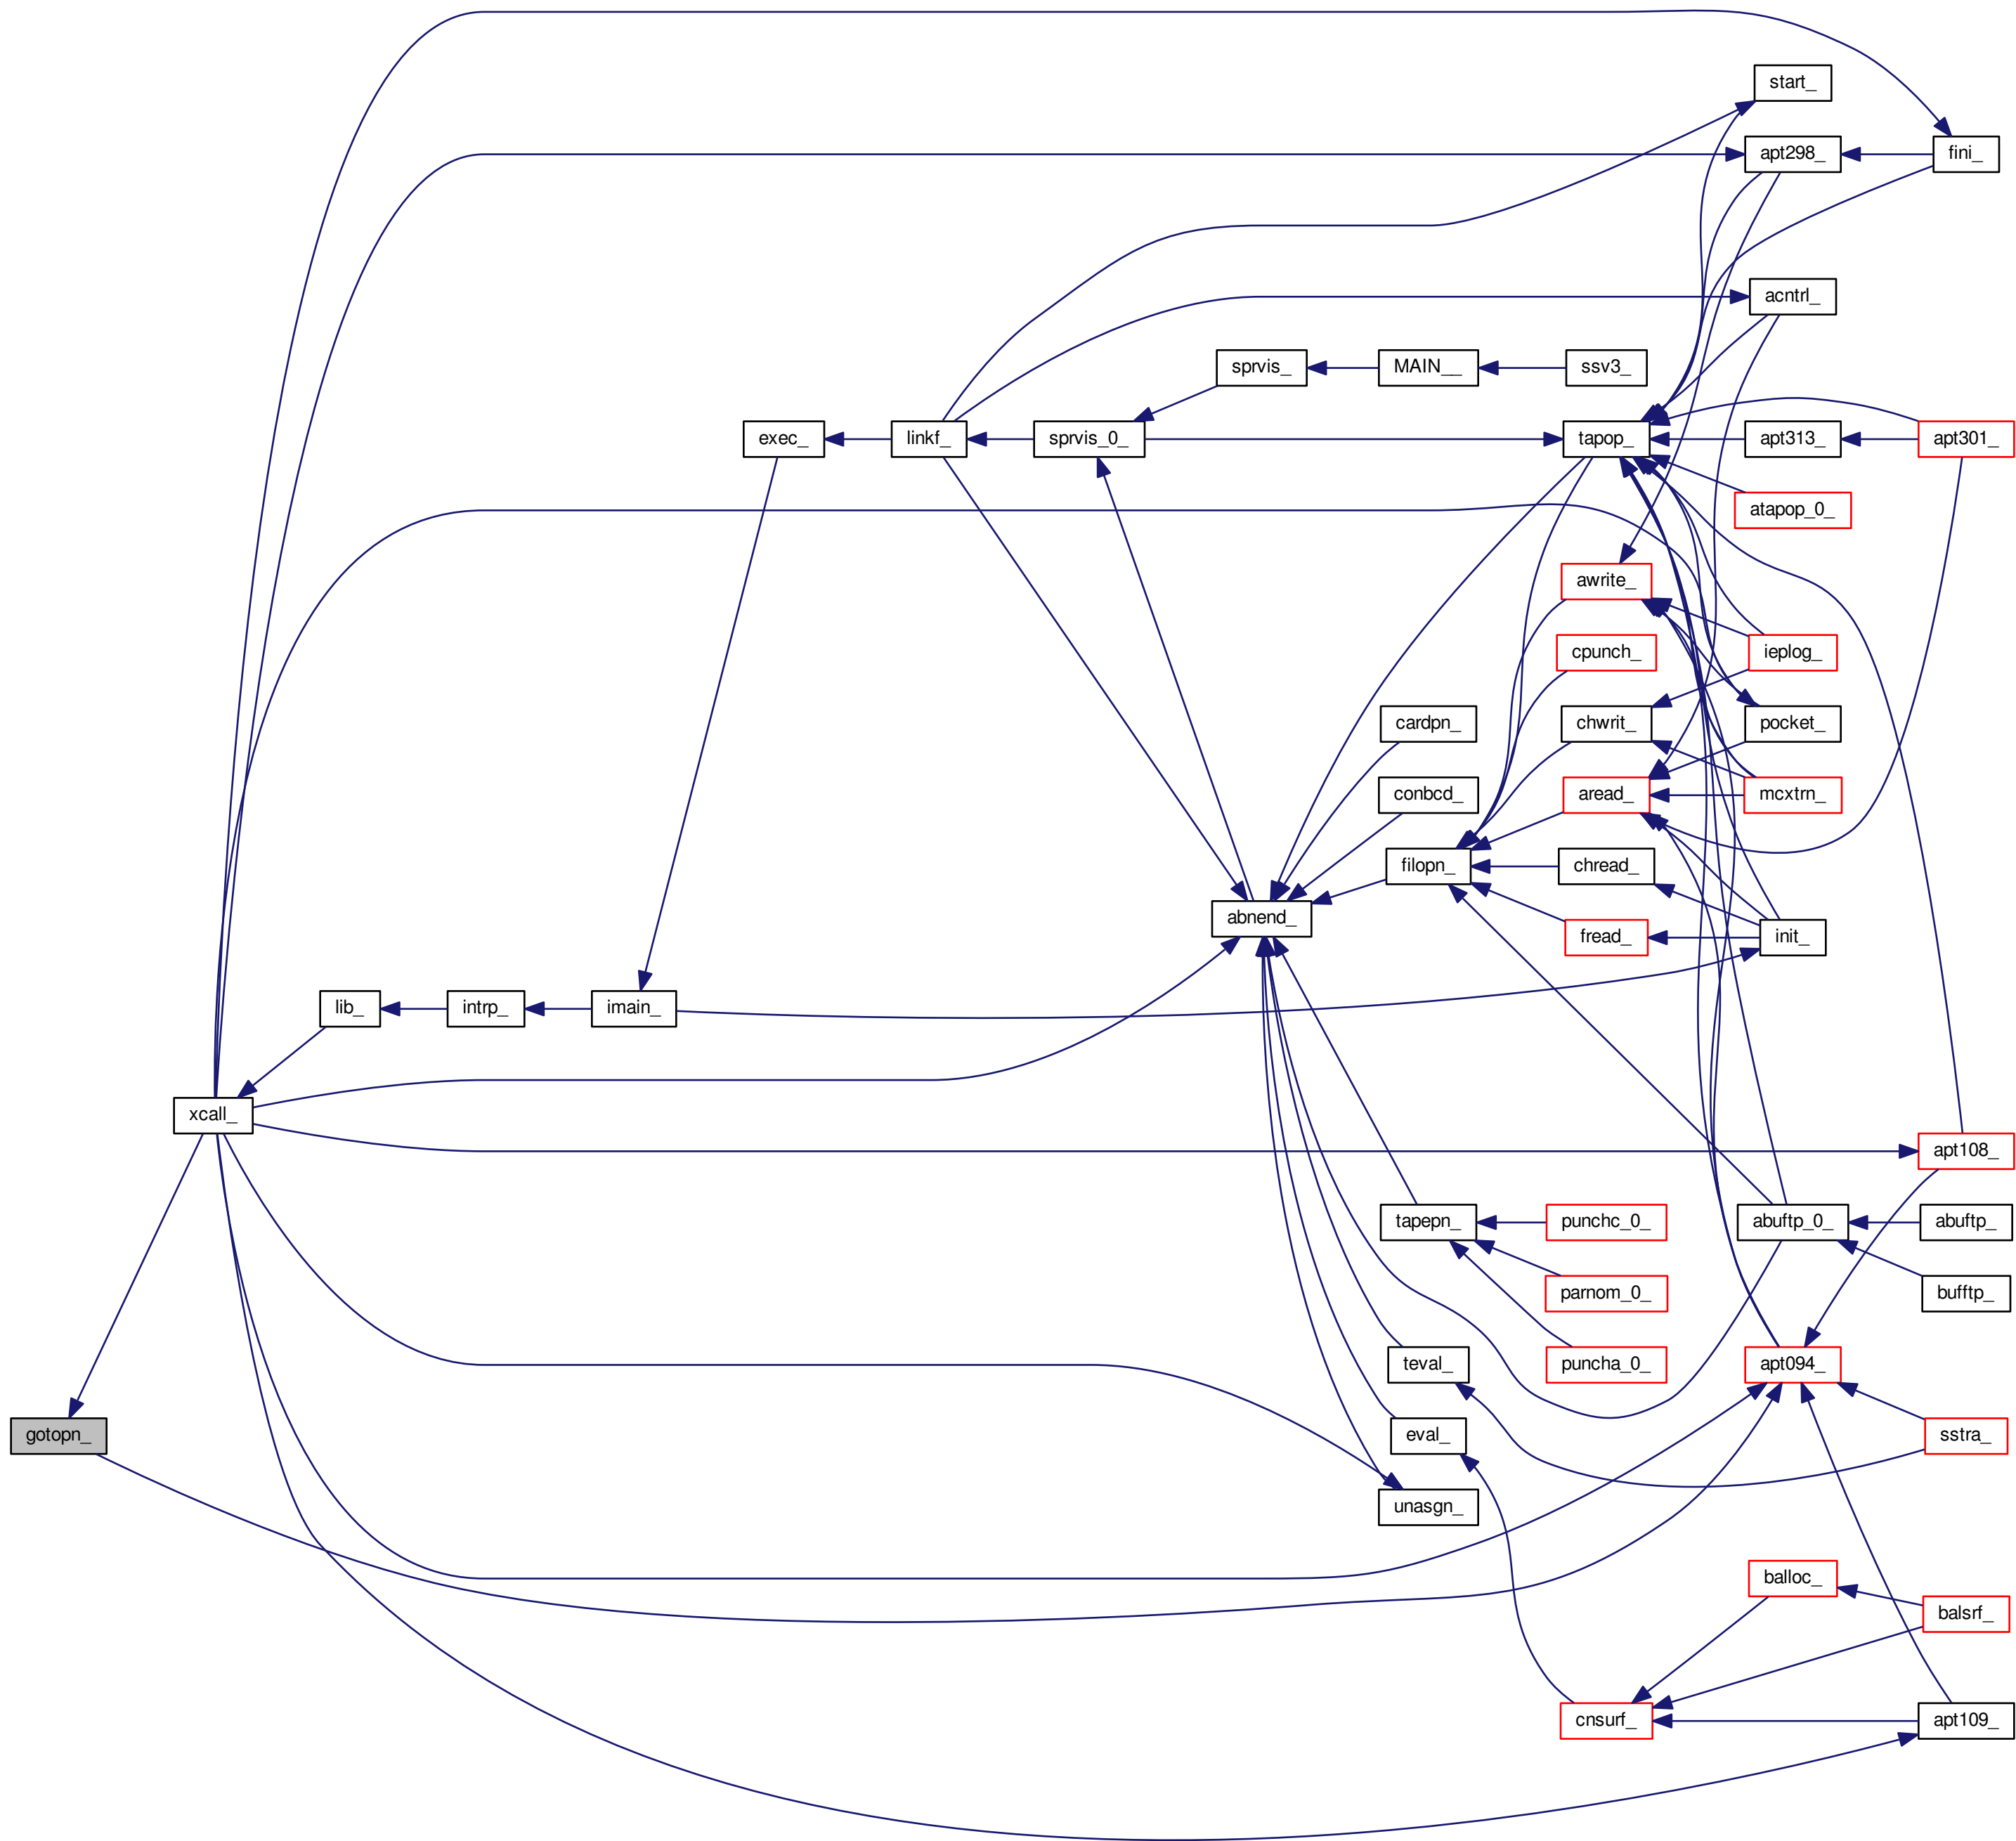 start_
apt298_
fini_
acntrl_
sprvis_
MAIN__
ssv3_
exec_
linkf_
sprvis_0_
tapop_
apt313_
apt301_
atapop_0_
awrite_
cpunch_
ieplog_
cardpn_
chwrit_
pocket_
conbcd_
aread_
mcxtrn_
filopn_
chread_
abnend_
fread_
init_
lib_
intrp_
imain_
xcall_
apt108_
tapepn_
punchc_0_
abuftp_0_
abuftp_
parnom_0_
bufftp_
teval_
puncha_0_
apt094_
gotopn_
eval_
sstra_
unasgn_
balloc_
balsrf_
cnsurf_
apt109_